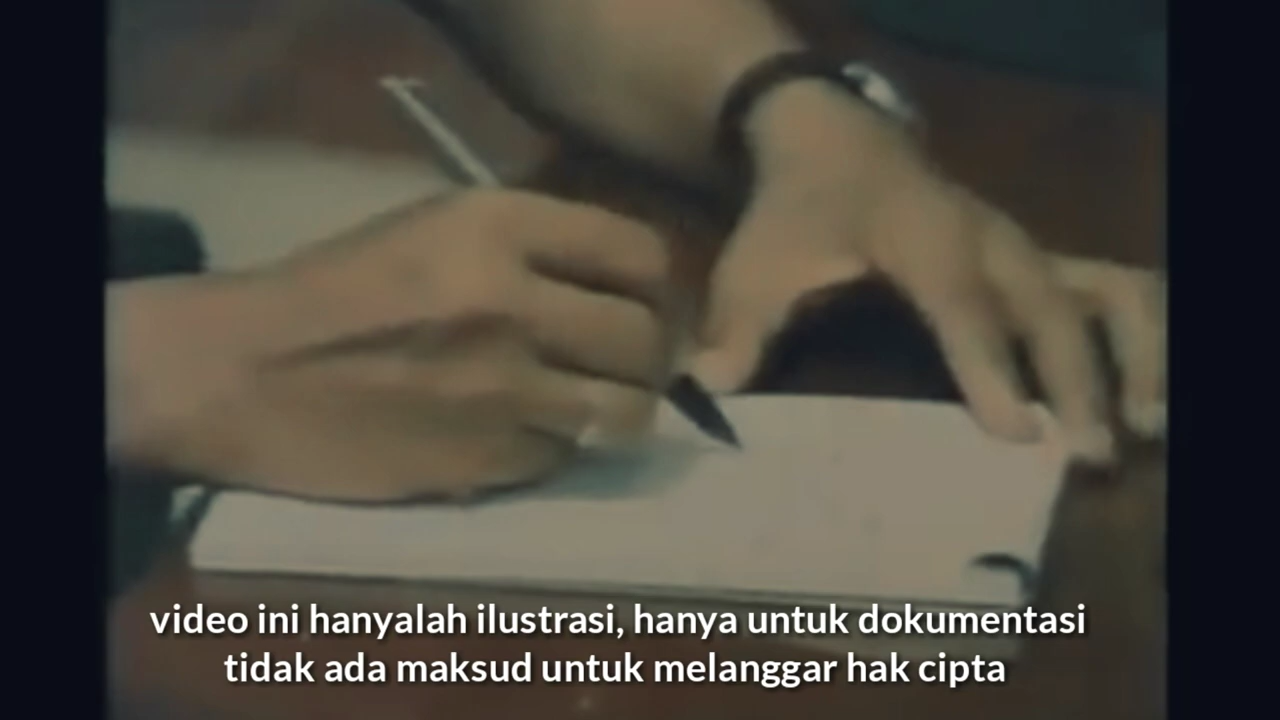 video ini hanyalah ilustrasi, hanya untuk dokumentasi
tidak ada maksud untuk melanggar hak cipta